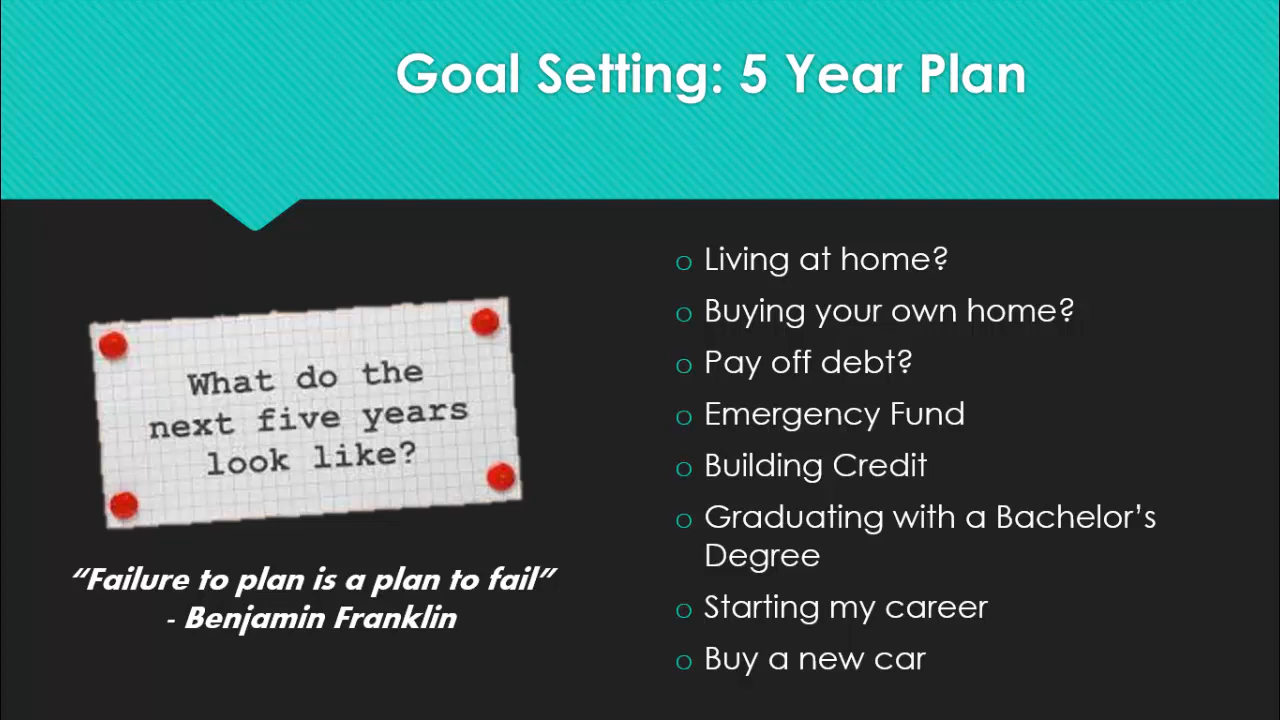 Goal Setting: 5 Year Plan
What do the
next five years
look like?
“Failure to plan is a plan to fail”
- Benjamin Franklin
o Living at home?
o Buying your own home?
o Pay off debt?
o Emergency Fund
o Building Credit
o Graduating with a Bachelor’s
Degree
o Starting my career
o Buy a new car